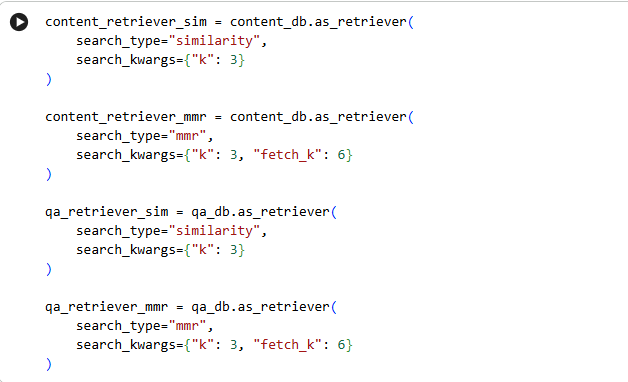 content_retriever_sim = content_db.as_retriever(
    search_type="similarity",
    search_kwargs={"k": 3}
)

content_retriever_mmr = content_db.as_retriever(
    search_type="mmr",
    search_kwargs={"k": 3, "fetch_k": 6}
)

qa_retriever_sim = qa_db.as_retriever(
    search_type="similarity",
    search_kwargs={"k": 3}
)

qa_retriever_mmr = qa_db.as_retriever(
    search_type="mmr",
    search_kwargs={"k": 3, "fetch_k": 6}
)